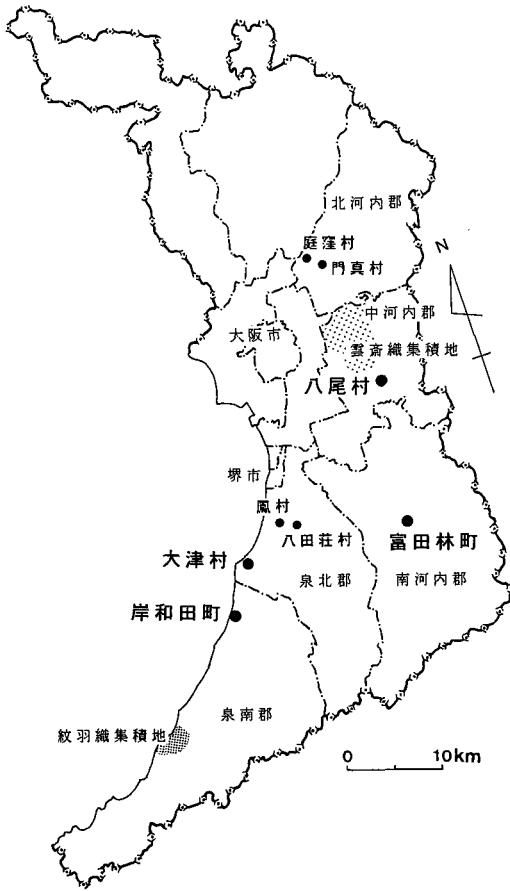 北河内郡
庭窪村
門真村
N
中河内郡
大阪市
雲斎織集積地
八尾村
堺市
鳳村
八田荘村
富田林町
大津村
泉北郡
南河内郡
岸和田町
泉南郡
紋羽織集積地
0 10km